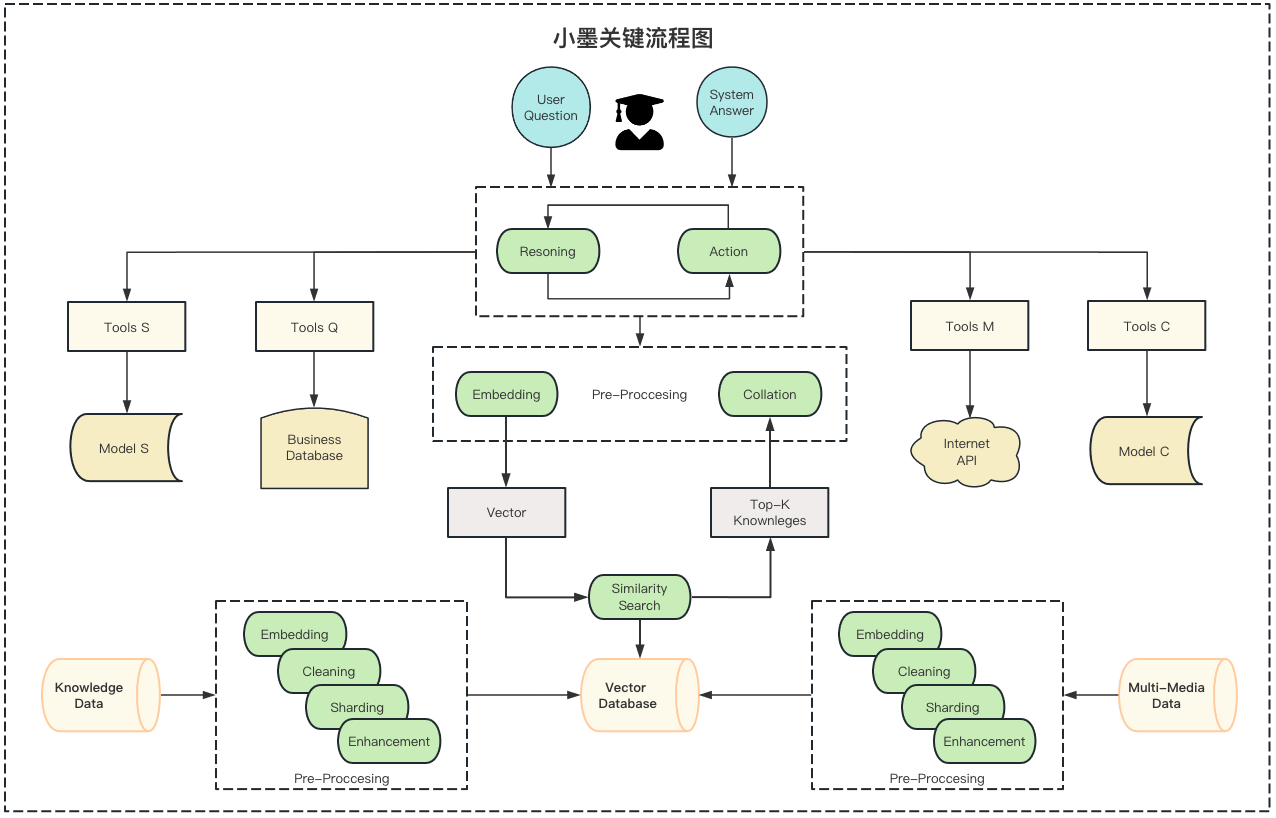 小墨关键流程图
User
Question
System
Answer
Resoning
Action
Tools S
Tools Q
Tools M
Tools C
Embedding
Pre-Proccesing
Collation
Model S
Business
Database
Internet
API
Model C
Vector
Top-K
Knownleges
Similarity
Search
Knowledge
Data
Embedding
Cleaning
Sharding
Enhancement
Pre-Proccesing
Vector
Database
Embedding
Cleaning
Sharding
Enhancement
Pre-Proccesing
Multi-Media
Data